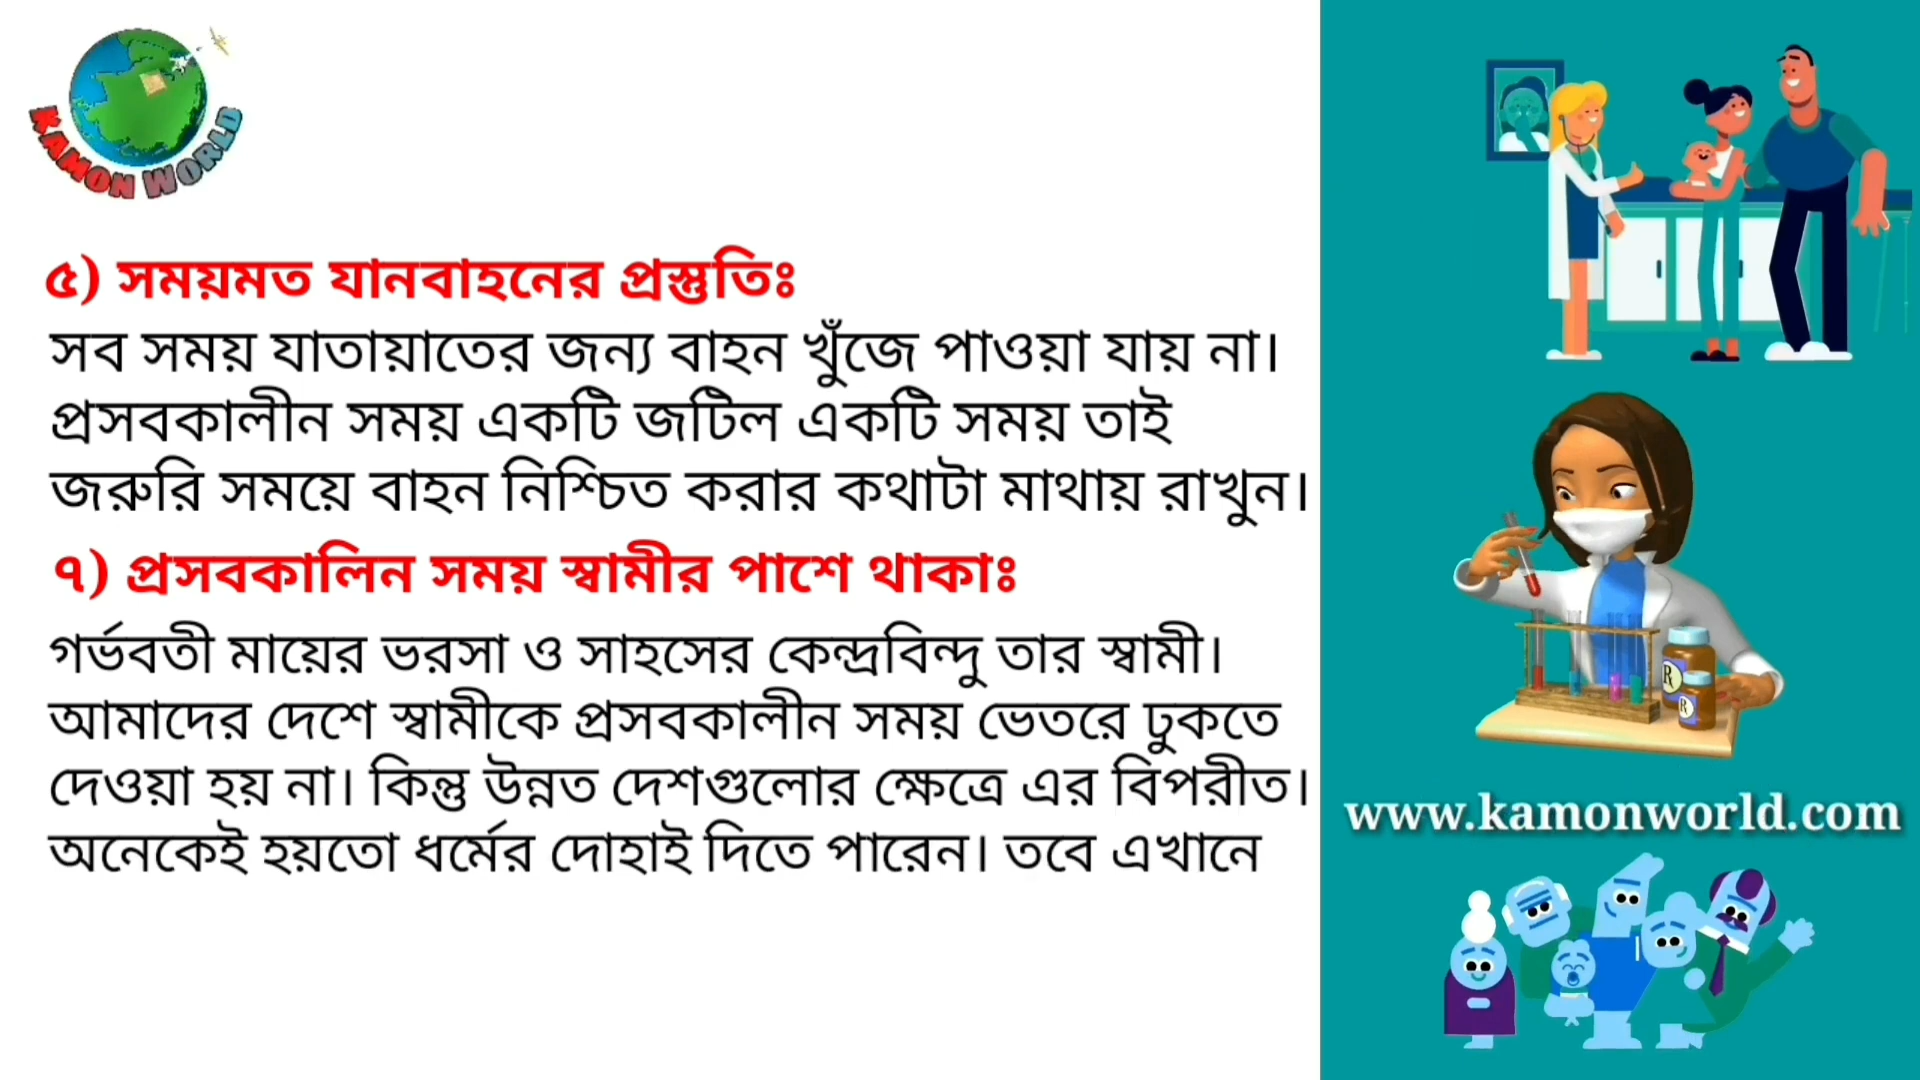 KAMON WORLD
৫) সময়মত যানবাহনের প্রস্তুতিঃ
সব সময় যাতায়াতের জন্য বাহন খুঁজে পাওয়া যায় না।
প্রসবকালীন সময় একটি জটিল একটি সময় তাই
জরুরি সময়ে বাহন নিশ্চিত করার কথাটা মাথায় রাখুন।
৭) প্রসবকালিন সময় স্বামীর পাশে থাকাঃ
গর্ভবতী মায়ের ভরসা ও সাহসের কেন্দ্রবিন্দু তার স্বামী।
আমাদের দেশে স্বামীকে প্রসবকালীন সময় ভেতরে ঢুকতে
দেওয়া হয় না। কিন্তু উন্নত দেশগুলোর ক্ষেত্রে এর বিপরীত।
অনেকেই হয়তো ধর্মের দোহাই দিতে পারেন। তবে এখানে
R
R
www.kamonworld.com